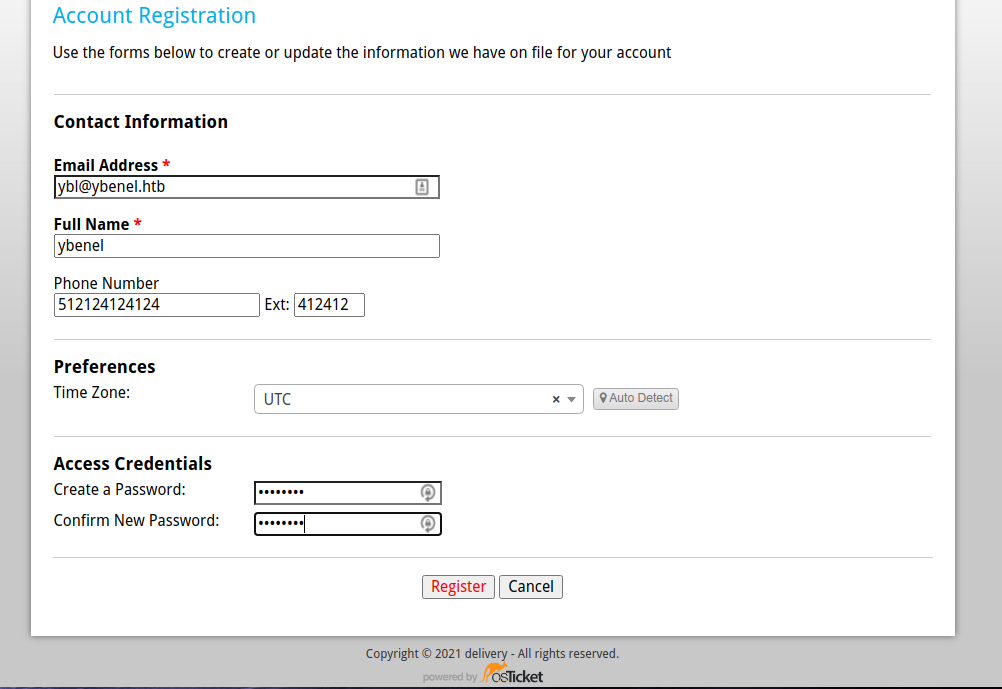 Account Registration
Use the forms below to create or update the information we have on file for your account
Contact Information
Email Address *
ybl@ybenel.htb
Full Name *
ybenel
Phone Number
512124124124 Ext: 412412
Preferences
Time Zone: UTC × Auto Detect
Access Credentials
Create a Password: ••••••••
Confirm New Password: ••••••••
Register Cancel
Copyright © 2021 delivery - All rights reserved.
powered by osTicket